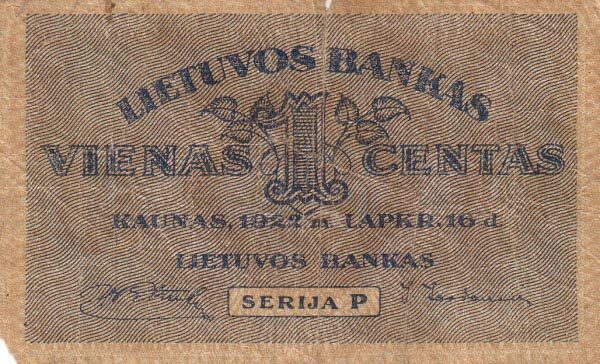 LIETUVOS BANKAS
VIENAS 1 CENTAS
KAUNAS, 1922 m LAPKR. 16 d.
LIETUVOS BANKAS
SERIJA P